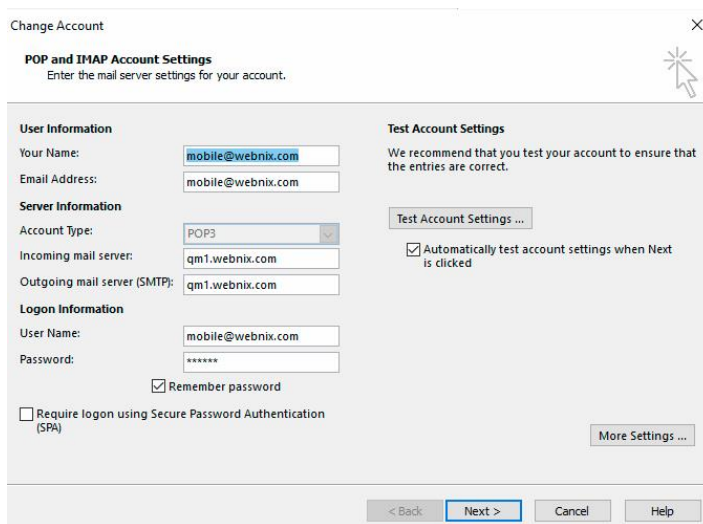 Change Account
POP and IMAP Account Settings
Enter the mail server settings for your account.
User Information
Your Name: mobile@webnix.com
Email Address: mobile@webnix.com
Server Information
Account Type: POP3
Incoming mail server: qm1.webnix.com
Outgoing mail server (SMTP): qm1.webnix.com
Logon Information
User Name: mobile@webnix.com
Password: ******
Remember password
Require logon using Secure Password Authentication
(SPA)
Test Account Settings
We recommend that you test your account to ensure that
the entries are correct.
Test Account Settings ...
Automatically test account settings when Next
is clicked
More Settings ...
< Back Next > Cancel Help